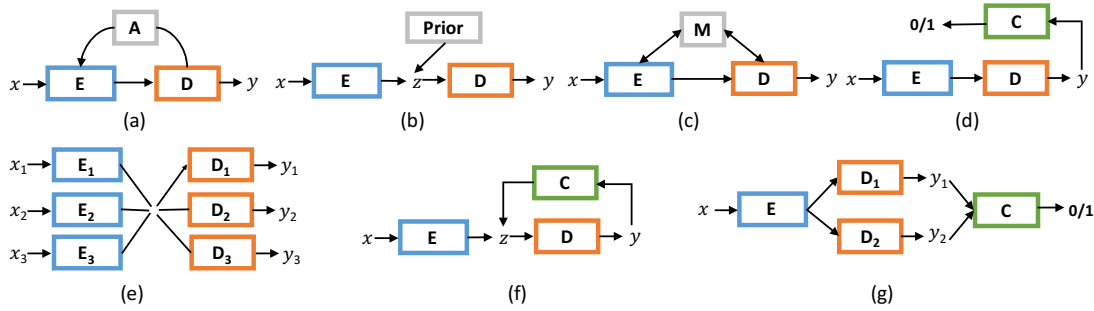 A
x E D y
(a)
Prior
x E z D y
(b)
M
x E D y
(c)
0/1 C
x E D y
(d)
x₁ E₁ D₁ y₁
x₂ E₂ D₂ y₂
x₃ E₃ D₃ y₃
(e)
C
x E z D y
(f)
D₁ y₁
x E C 0/1
D₂ y₂
(g)